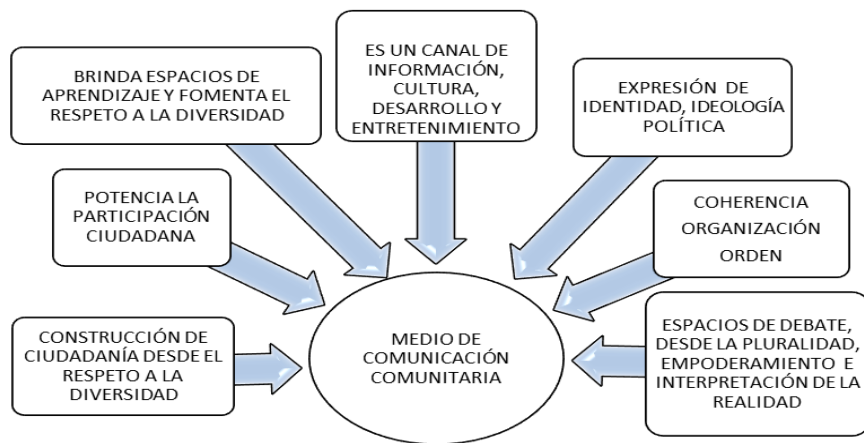 BRINDA ESPACIOS DE
APRENDIZAJE Y FOMENTA EL
RESPETO A LA DIVERSIDAD
ES UN CANAL DE
INFORMACIÓN,
CULTURA,
DESARROLLO Y
ENTRETENIMIENTO
EXPRESIÓN DE
IDENTIDAD, IDEOLOGÍA
POLÍTICA
POTENCIA LA
PARTICIPACIÓN
CIUDADANA
COHERENCIA
ORGANIZACIÓN
ORDEN
CONSTRUCCIÓN DE
CIUDADANÍA DESDE EL
RESPETO A LA
DIVERSIDAD
MEDIO DE
COMUNICACIÓN
COMUNITARIA
ESPACIOS DE DEBATE,
DESDE LA PLURALIDAD,
EMPODERAMIENTO E
INTERPRETACIÓN DE LA
REALIDAD